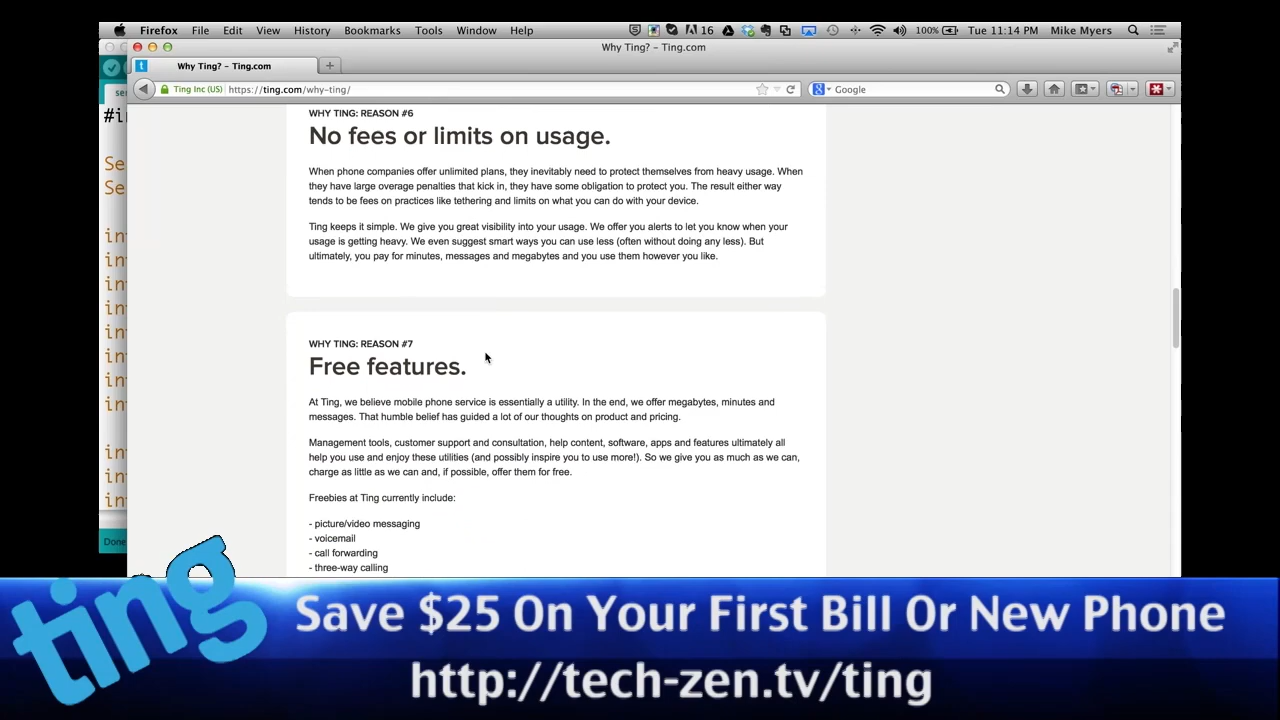 Firefox File Edit View History Bookmarks Tools Window Help 16 100% Tue 11:14 PM Mike Myers
Why Ting? – Ting.com
Why Ting? – Ting.com
Ting Inc (US) https://ting.com/why-ting/ Google
WHY TING: REASON #6
No fees or limits on usage.
When phone companies offer unlimited plans, they inevitably need to protect themselves from heavy usage. When
they have large overage penalties that kick in, they have some obligation to protect you. The result either way
tends to be fees on practices like tethering and limits on what you can do with your device.
Ting keeps it simple. We give you great visibility into your usage. We offer you alerts to let you know when your
usage is getting heavy. We even suggest smart ways you can use less (often without doing any less). But
ultimately, you pay for minutes, messages and megabytes and you use them however you like.
WHY TING: REASON #7
Free features.
At Ting, we believe mobile phone service is essentially a utility. In the end, we offer megabytes, minutes and
messages. That humble belief has guided a lot of our thoughts on product and pricing.
Management tools, customer support and consultation, help content, software, apps and features ultimately all
help you use and enjoy these utilities (and possibly inspire you to use more!). So we give you as much as we can,
charge as little as we can and, if possible, offer them for free.
Freebies at Ting currently include:
- picture/video messaging
- voicemail
- call forwarding
- three-way calling
Done
ting
Save $25 On Your First Bill Or New Phone
http://tech-zen.tv/ting